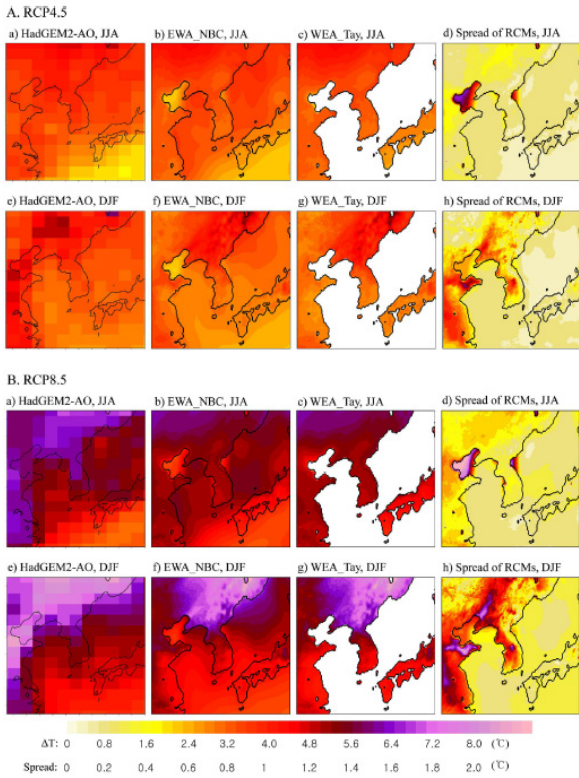 A. RCP4.5
a) HadGEM2-AO, JJA b) EWA_NBC, JJA c) WEA_Tay, JJA d) Spread of RCMs, JJA
e) HadGEM2-AO, DJF f) EWA_NBC, DJF g) WEA_Tay, DJF h) Spread of RCMs, DJF
B. RCP8.5
a) HadGEM2-AO, JJA b) EWA_NBC, JJA c) WEA_Tay, JJA d) Spread of RCMs, JJA
e) HadGEM2-AO, DJF f) EWA_NBC, DJF g) WEA_Tay, DJF h) Spread of RCMs, DJF
ΔT: 0 0.8 1.6 2.4 3.2 4.0 4.8 5.6 6.4 7.2 8.0 (℃)
Spread: 0 0.2 0.4 0.6 0.8 1 1.2 1.4 1.6 1.8 2.0 (℃)